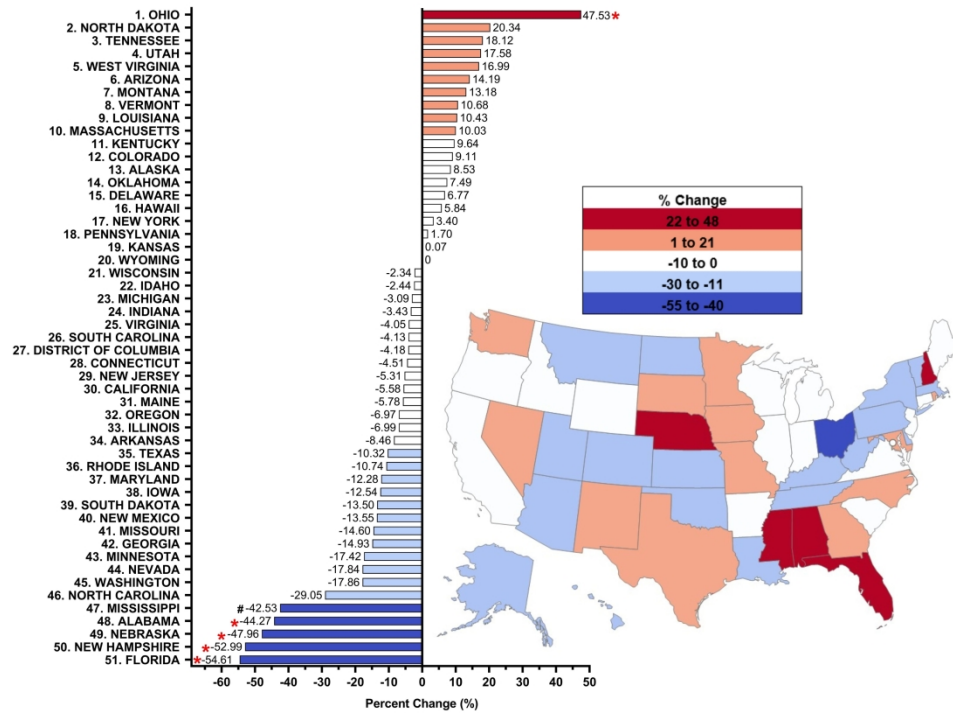 1. OHIO 47.53 *
2. NORTH DAKOTA 20.34
3. TENNESSEE 18.12
4. UTAH 17.58
5. WEST VIRGINIA 16.99
6. ARIZONA 14.19
7. MONTANA 13.18
8. VERMONT 10.68
9. LOUISIANA 10.43
10. MASSACHUSETTS 10.03
11. KENTUCKY 9.64
12. COLORADO 9.11
13. ALASKA 8.53
14. OKLAHOMA 7.49
15. DELAWARE 6.77
16. HAWAII 5.84
17. NEW YORK 3.40
18. PENNSYLVANIA 1.70
19. KANSAS 0.07
20. WYOMING 0
21. WISCONSIN -2.34
22. IDAHO -2.44
23. MICHIGAN -3.09
24. INDIANA -3.43
25. VIRGINIA -4.05
26. SOUTH CAROLINA -4.13
27. DISTRICT OF COLUMBIA -4.18
28. CONNECTICUT -4.51
29. NEW JERSEY -5.31
30. CALIFORNIA -5.58
31. MAINE -5.78
32. OREGON -6.97
33. ILLINOIS -6.99
34. ARKANSAS -8.46
35. TEXAS -10.32
36. RHODE ISLAND -10.74
37. MARYLAND -12.28
38. IOWA -12.54
39. SOUTH DAKOTA -13.50
40. NEW MEXICO -13.55
41. MISSOURI -14.60
42. GEORGIA -14.93
43. MINNESOTA -17.42
44. NEVADA -17.84
45. WASHINGTON -17.86
46. NORTH CAROLINA -29.05
47. MISSISSIPPI # -42.53
48. ALABAMA * -44.27
49. NEBRASKA * -47.96
50. NEW HAMPSHIRE * -52.99
51. FLORIDA * -54.61
-60 -50 -40 -30 -20 -10 0 10 20 30 40 50
Percent Change (%)
% Change
22 to 48
1 to 21
-10 to 0
-30 to -11
-55 to -40